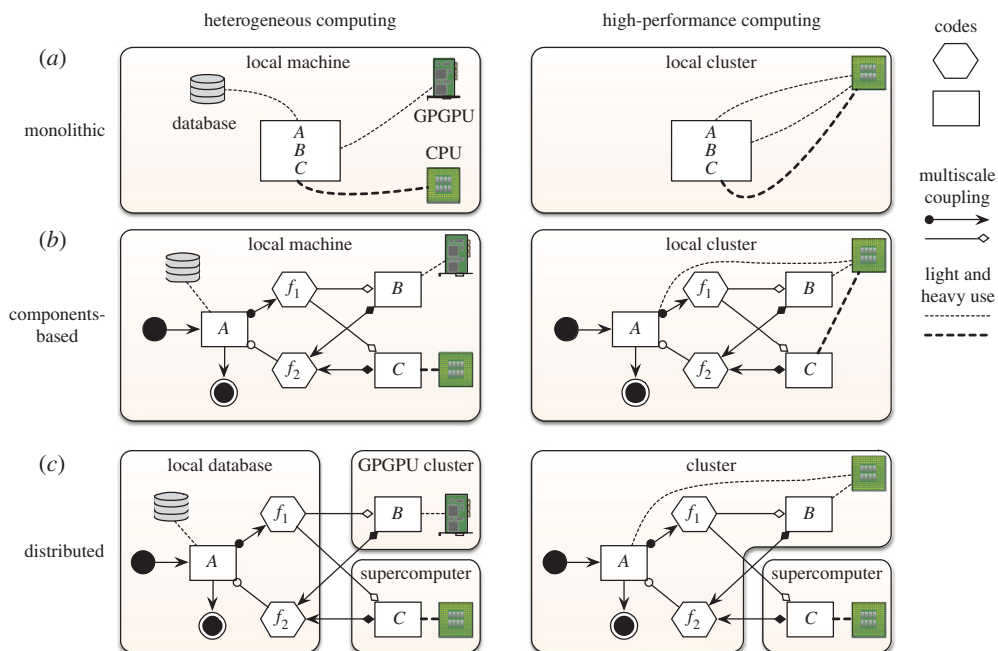 heterogeneous computing
high-performance computing
codes
(a)
monolithic
local machine
database
A
B
C
GPGPU
CPU
local cluster
A
B
C
multiscale
coupling
light and
heavy use
(b)
components-
based
local machine
A
f1
f2
B
C
local cluster
A
f1
f2
B
C
(c)
distributed
local database
A
f1
f2
GPGPU cluster
B
supercomputer
C
cluster
A
f1
f2
B
supercomputer
C